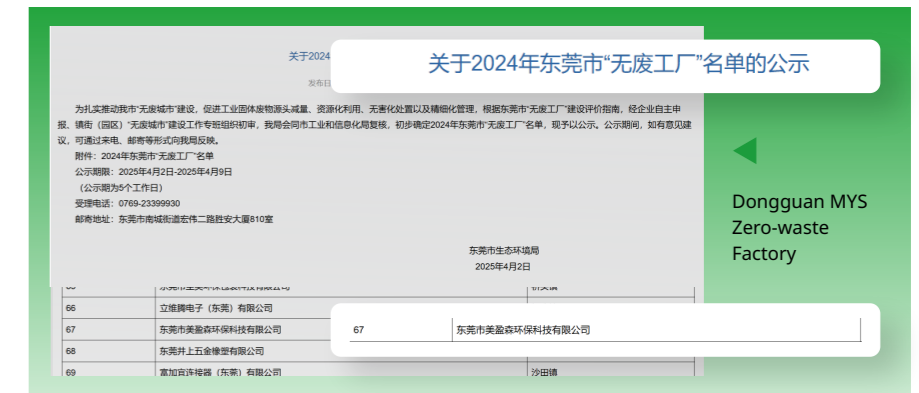 关于2024
关于2024年东莞市“无废工厂”名单的公示
发布日
为扎实推动我市“无废城市”建设，促进工业固体废物源头减量、资源化利用、无害化处置以及精细化管理，根据东莞市“无废工厂”建设评价指南，经企业自主申
报、镇街（园区）“无废城市”建设工作专班组织初审，我局会同市工业和信息化局复核，初步确定2024年东莞市“无废工厂”名单，现予以公示。公示期间，如有意见建
议，可通过来电、邮寄等形式向我局反映。
附件：2024年东莞市“无废工厂”名单
公示期限：2025年4月2日-2025年4月9日
（公示期为5个工作日）
受理电话：0769-23399930
邮寄地址：东莞市南城街道宏伟二路胜安大厦810室
东莞市生态环境局
2025年4月2日
Dongguan MYS
Zero-waste
Factory
66 立维腾电子（东莞）有限公司
67 东莞市美盈森环保科技有限公司
67 东莞市美盈森环保科技有限公司
68 东莞井上五金橡塑有限公司
69 富加宜连接器（东莞）有限公司 沙田镇